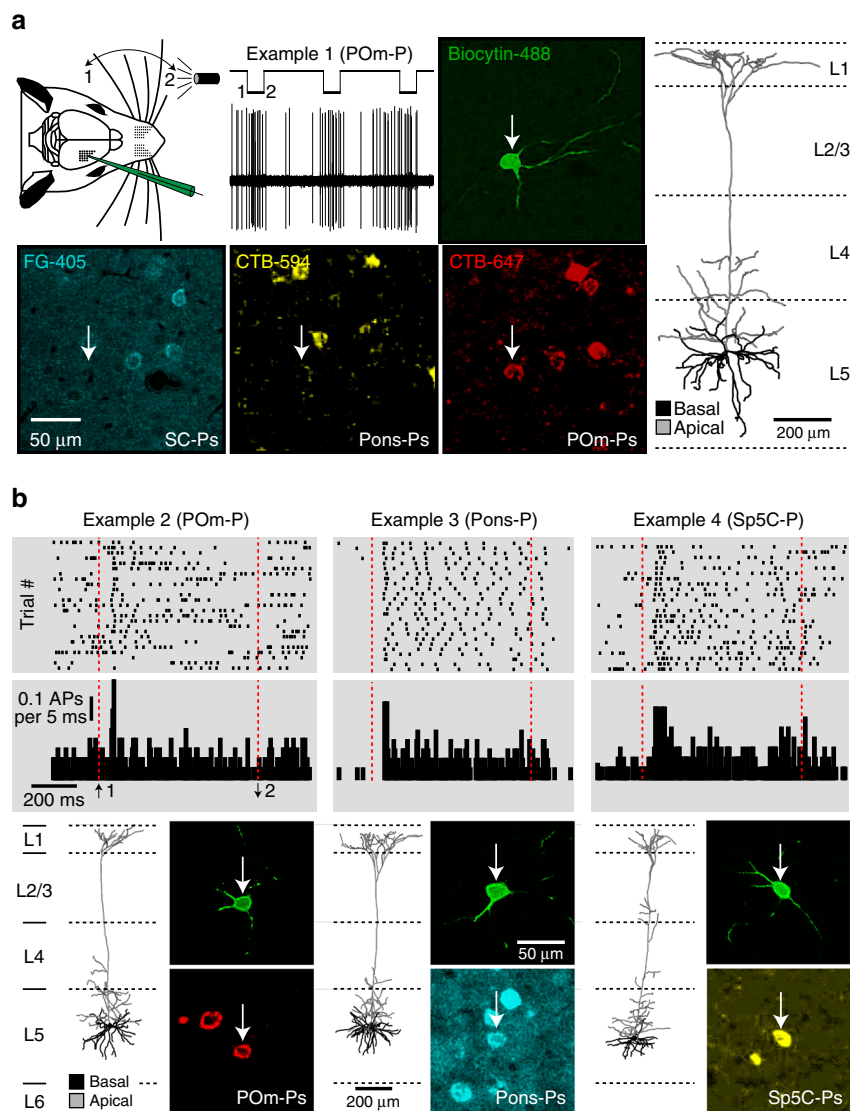 a
1
2
Example 1 (POm-P)
1
2
Biocytin-488
L1
L2/3
L4
L5
Basal
Apical
200 μm
FG-405
50 μm
SC-Ps
CTB-594
Pons-Ps
CTB-647
POm-Ps
b
Example 2 (POm-P)
Example 3 (Pons-P)
Example 4 (Sp5C-P)
Trial #
0.1 APs
per 5 ms
200 ms
1
2
L1
L2/3
L4
L5
L6
Basal
Apical
POm-Ps
200 μm
50 μm
Pons-Ps
Sp5C-Ps